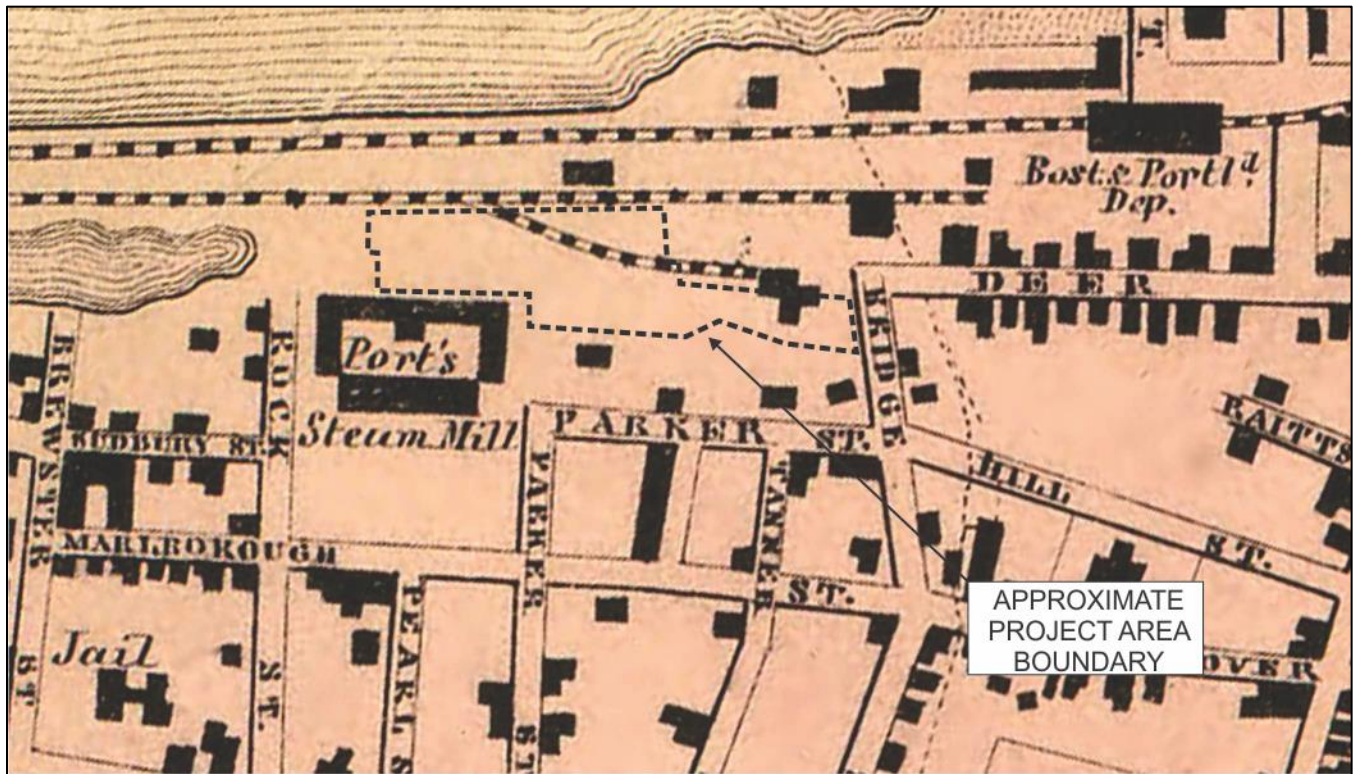 Bost. & Portl.d
Dep.
DEER
BRIDGE
Port's
Steam Mill
PARKER ST.
ROCK ST.
BREWSTER ST.
SUDBURY ST.
RAITTS
HILL ST.
PARKER ST.
TANNER
MARLBOROUGH ST.
PEARL S
Jail
APPROXIMATE
PROJECT AREA
BOUNDARY
OVER